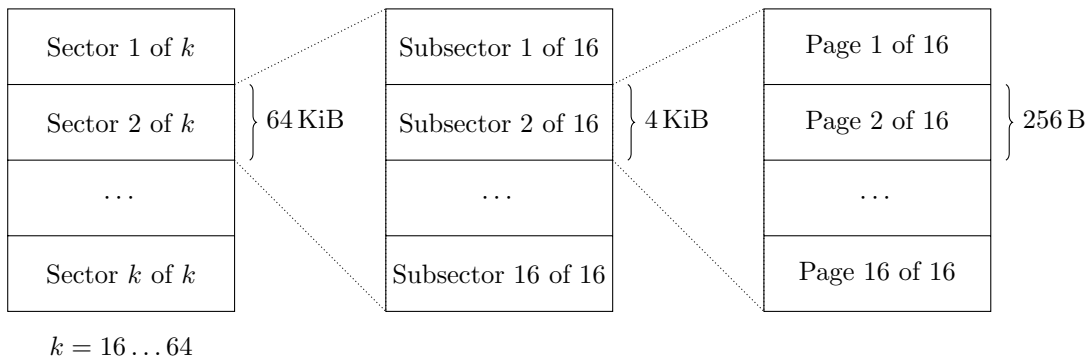 Sector 1 of k
Subsector 1 of 16
Page 1 of 16
Sector 2 of k
64 KiB
Subsector 2 of 16
4 KiB
Page 2 of 16
256 B
...
...
...
Sector k of k
Subsector 16 of 16
Page 16 of 16
k = 16 ... 64